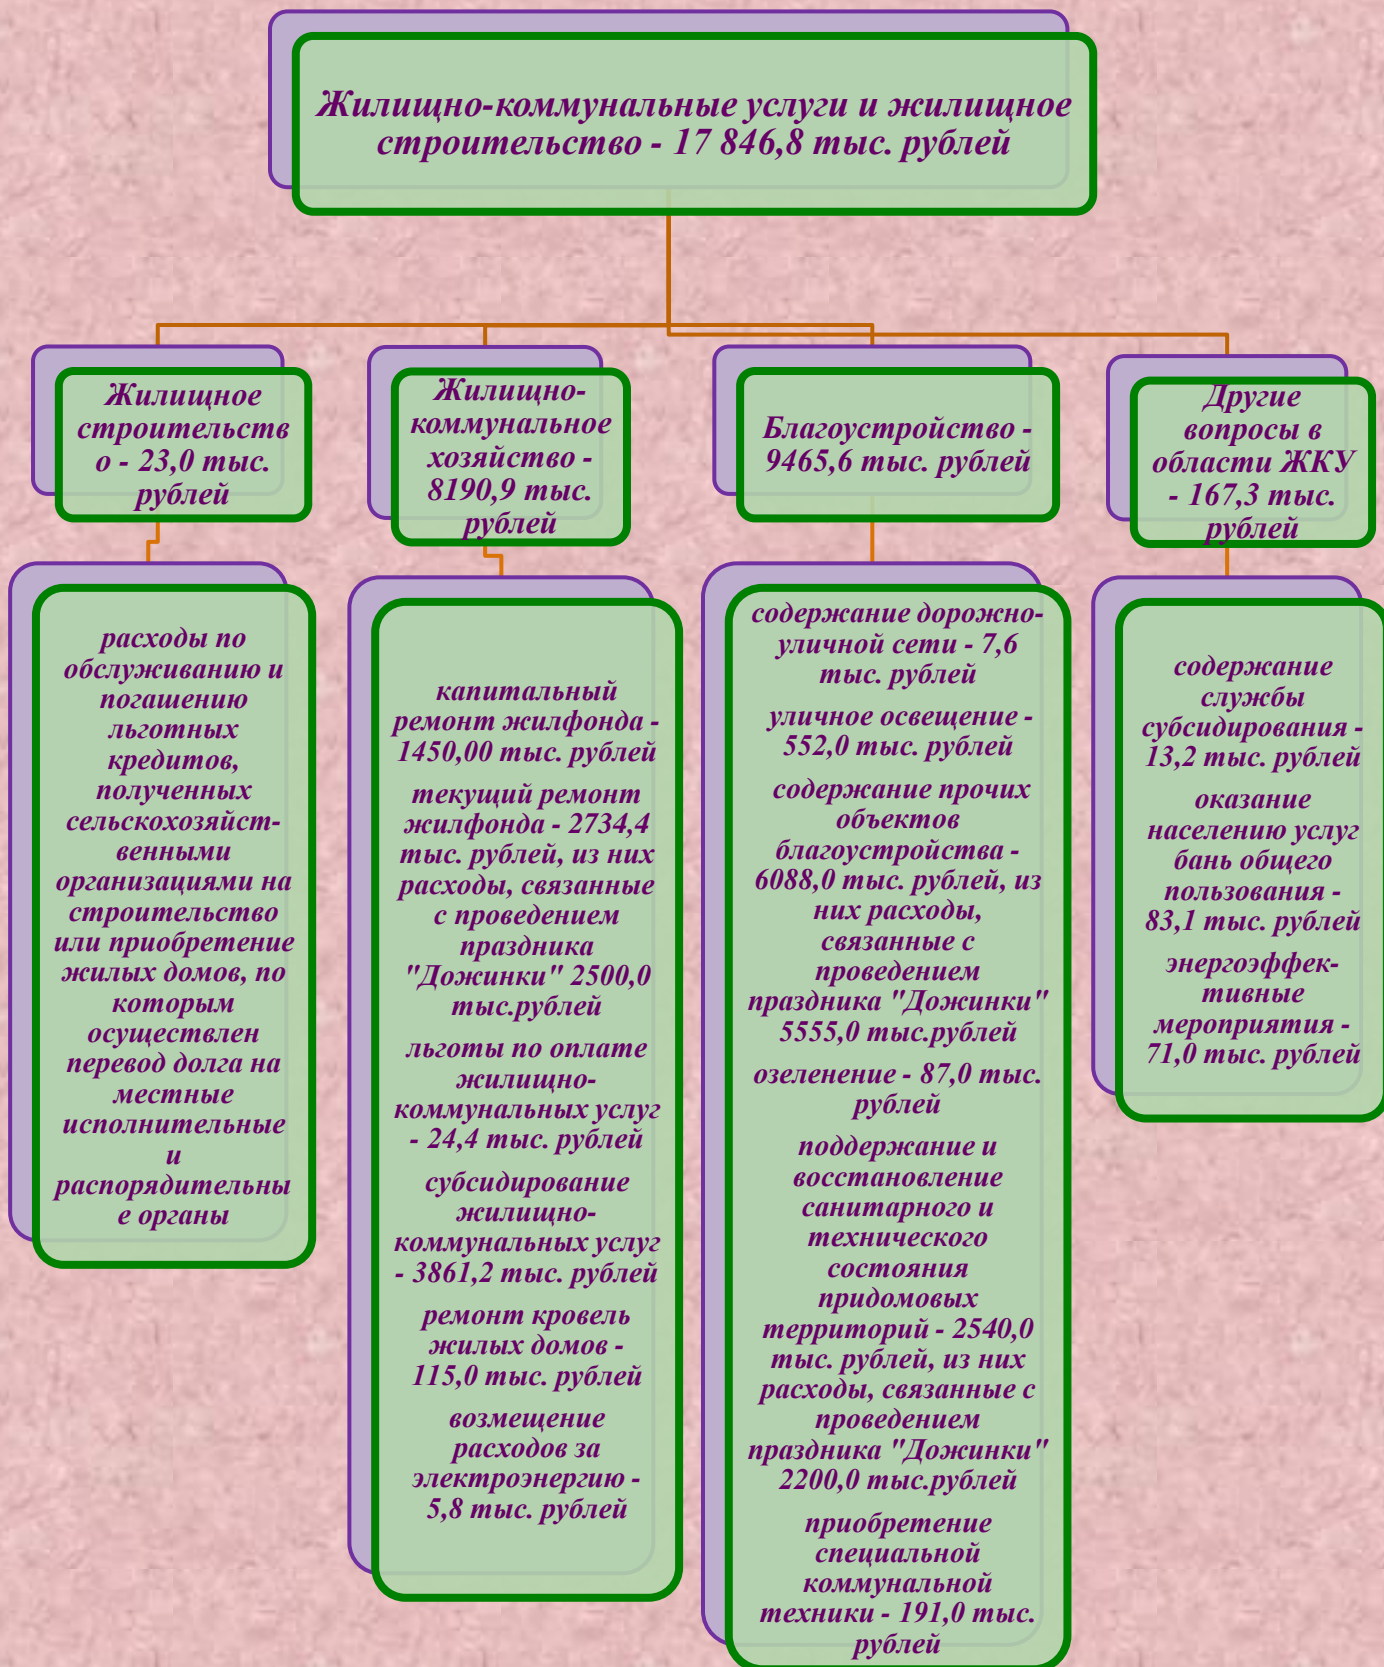 Жилищно-коммунальные услуги и жилищное
строительство - 17 846,8 тыс. рублей
Жилищное
строительств
о - 23,0 тыс.
рублей
расходы по
обслуживанию и
погашению
льготных
кредитов,
полученных
сельскохозяйст-
венными
организациями на
строительство
или приобретение
жилых домов, по
которым
осуществлен
перевод долга на
местные
исполнительные
и
распорядительны
е органы
Жилищно-
коммунальное
хозяйство -
8190,9 тыс.
рублей
капитальный
ремонт жилфонда -
1450,00 тыс. рублей
текущий ремонт
жилфонда - 2734,4
тыс. рублей, из них
расходы, связанные
с проведением
праздника
"Дожинки" 2500,0
тыс.рублей
льготы по оплате
жилищно-
коммунальных услуг
- 24,4 тыс. рублей
субсидирование
жилищно-
коммунальных услуг
- 3861,2 тыс. рублей
ремонт кровель
жилых домов -
115,0 тыс. рублей
возмещение
расходов за
электроэнергию -
5,8 тыс. рублей
Благоустройство -
9465,6 тыс. рублей
содержание дорожно-
уличной сети - 7,6
тыс. рублей
уличное освещение -
552,0 тыс. рублей
содержание прочих
объектов
благоустройства -
6088,0 тыс. рублей, из
них расходы,
связанные с
проведением
праздника "Дожинки"
5555,0 тыс.рублей
озеленение - 87,0 тыс.
рублей
поддержание и
восстановление
санитарного и
технического
состояния
придомовых
территорий - 2540,0
тыс. рублей, из них
расходы, связанные с
проведением
праздника "Дожинки"
2200,0 тыс.рублей
приобретение
специальной
коммунальной
техники - 191,0 тыс.
рублей
Другие
вопросы в
области ЖКУ
- 167,3 тыс.
рублей
содержание
службы
субсидирования -
13,2 тыс. рублей
оказание
населению услуг
бань общего
пользования -
83,1 тыс. рублей
энергоэффек-
тивные
мероприятия -
71,0 тыс. рублей